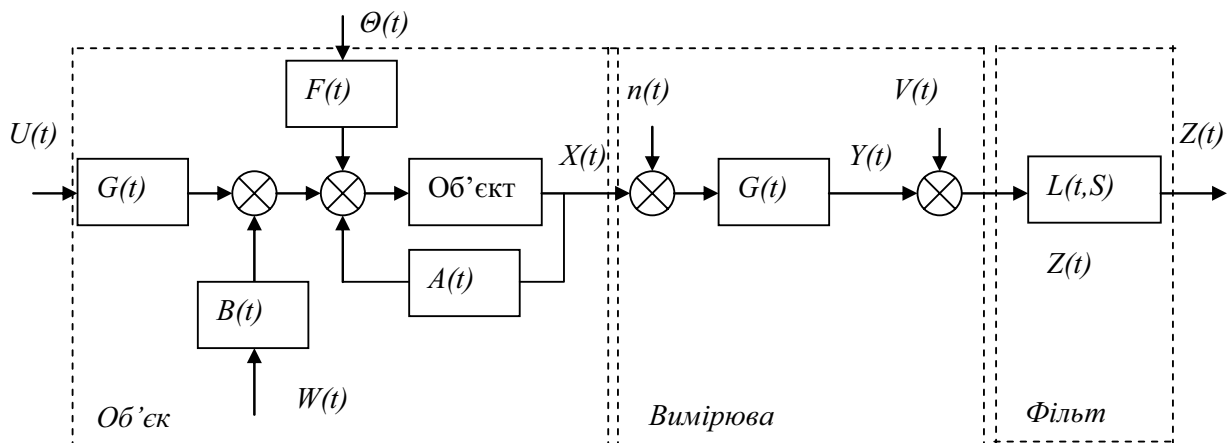 Θ(t)
F(t)
n(t)
V(t)
U(t)
X(t)
Y(t)
Z(t)
G(t)
Об’єкт
G(t)
L(t,S)
A(t)
Z(t)
B(t)
W(t)
Об’єк
Вимірюва
Фільт